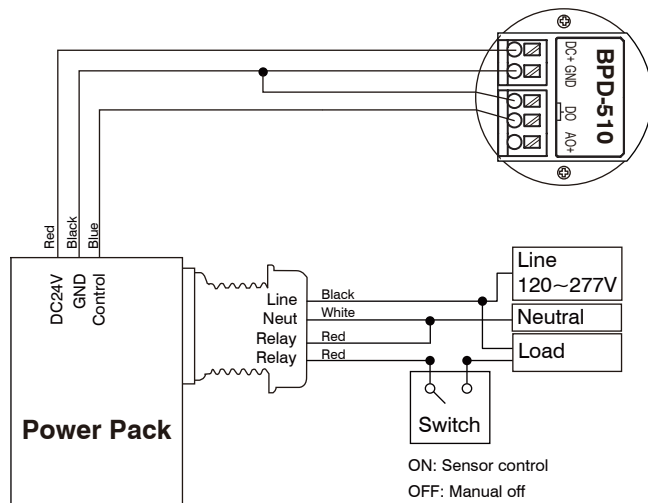 DC+ GND
DO
AO+
BPD-510
Red
Black
Blue
DC24V
GND
Control
Power Pack
Line
Neut
Relay
Relay
Black
White
Red
Red
Line
120~277V
Neutral
Load
Switch
ON: Sensor control
OFF: Manual off